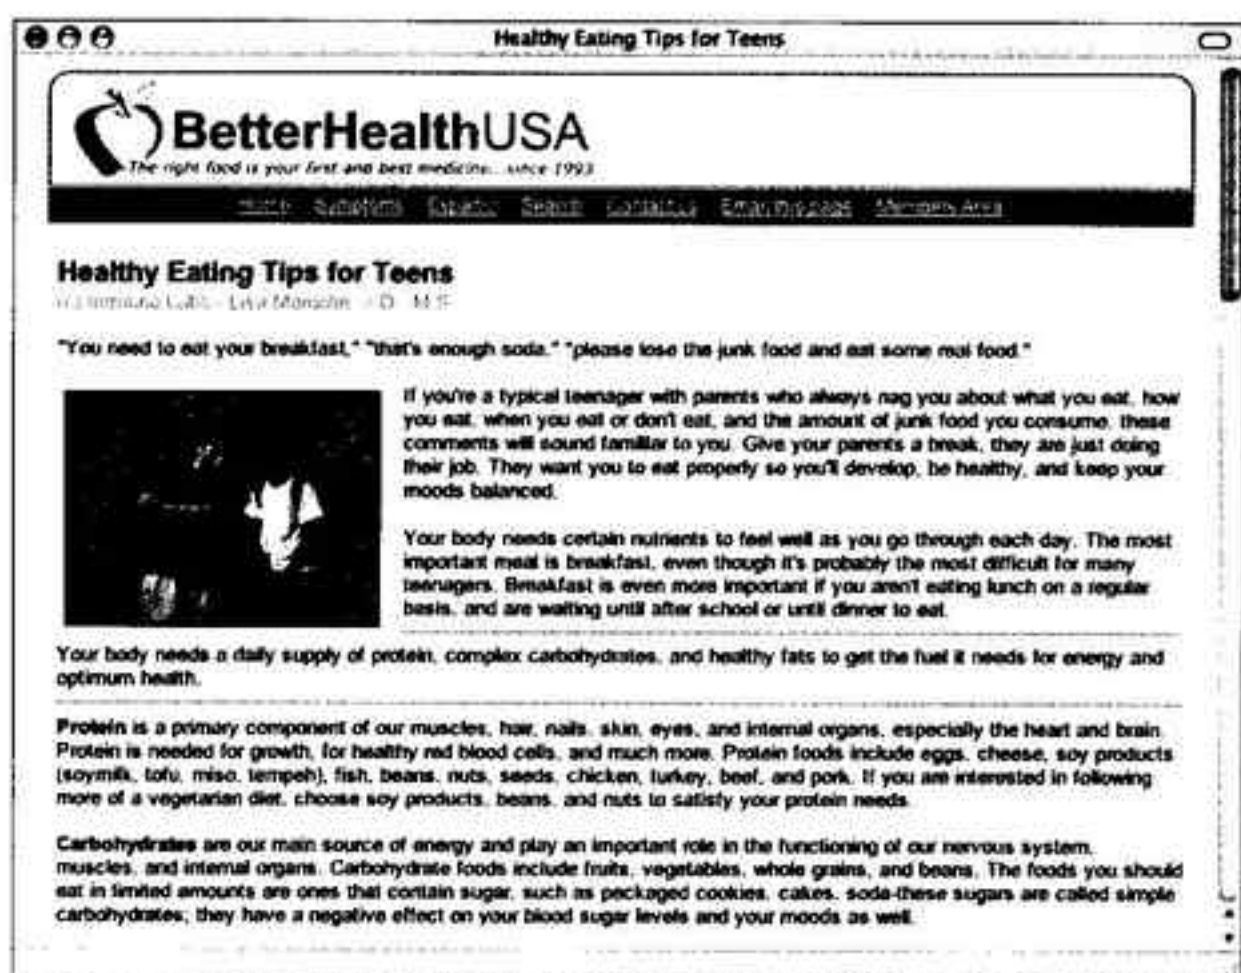 Healthy Eating Tips for Teens
BetterHealthUSA
The right food is your first and best medicine... since 1993
Home Symptoms Español Search Contact Us Email this page Members Area
Healthy Eating Tips for Teens
"You need to eat your breakfast," "that's enough soda." "please lose the junk food and eat some real food."
If you're a typical teenager with parents who always nag you about what you eat, how
you eat, when you eat or don't eat, and the amount of junk food you consume, these
comments will sound familiar to you. Give your parents a break, they are just doing
their job. They want you to eat properly so you'll develop, be healthy, and keep your
moods balanced.
Your body needs certain nutrients to feel well as you go through each day. The most
important meal is breakfast, even though it's probably the most difficult for many
teenagers. Breakfast is even more important if you aren't eating lunch on a regular
basis, and are waiting until after school or until dinner to eat.
Your body needs a daily supply of protein, complex carbohydrates, and healthy fats to get the fuel it needs for energy and
optimum health.
Protein is a primary component of our muscles, hair, nails, skin, eyes, and internal organs, especially the heart and brain.
Protein is needed for growth, for healthy red blood cells, and much more. Protein foods include eggs, cheese, soy products
(soymilk, tofu, miso, tempeh), fish, beans, nuts, seeds, chicken, turkey, beef, and pork. If you are interested in following
more of a vegetarian diet, choose soy products, beans, and nuts to satisfy your protein needs.
Carbohydrates are our main source of energy and play an important role in the functioning of our nervous system,
muscles, and internal organs. Carbohydrate foods include fruits, vegetables, whole grains, and beans. The foods you should
eat in limited amounts are ones that contain sugar, such as packaged cookies, cakes, soda-these sugars are called simple
carbohydrates; they have a negative effect on your blood sugar levels and your moods as well.